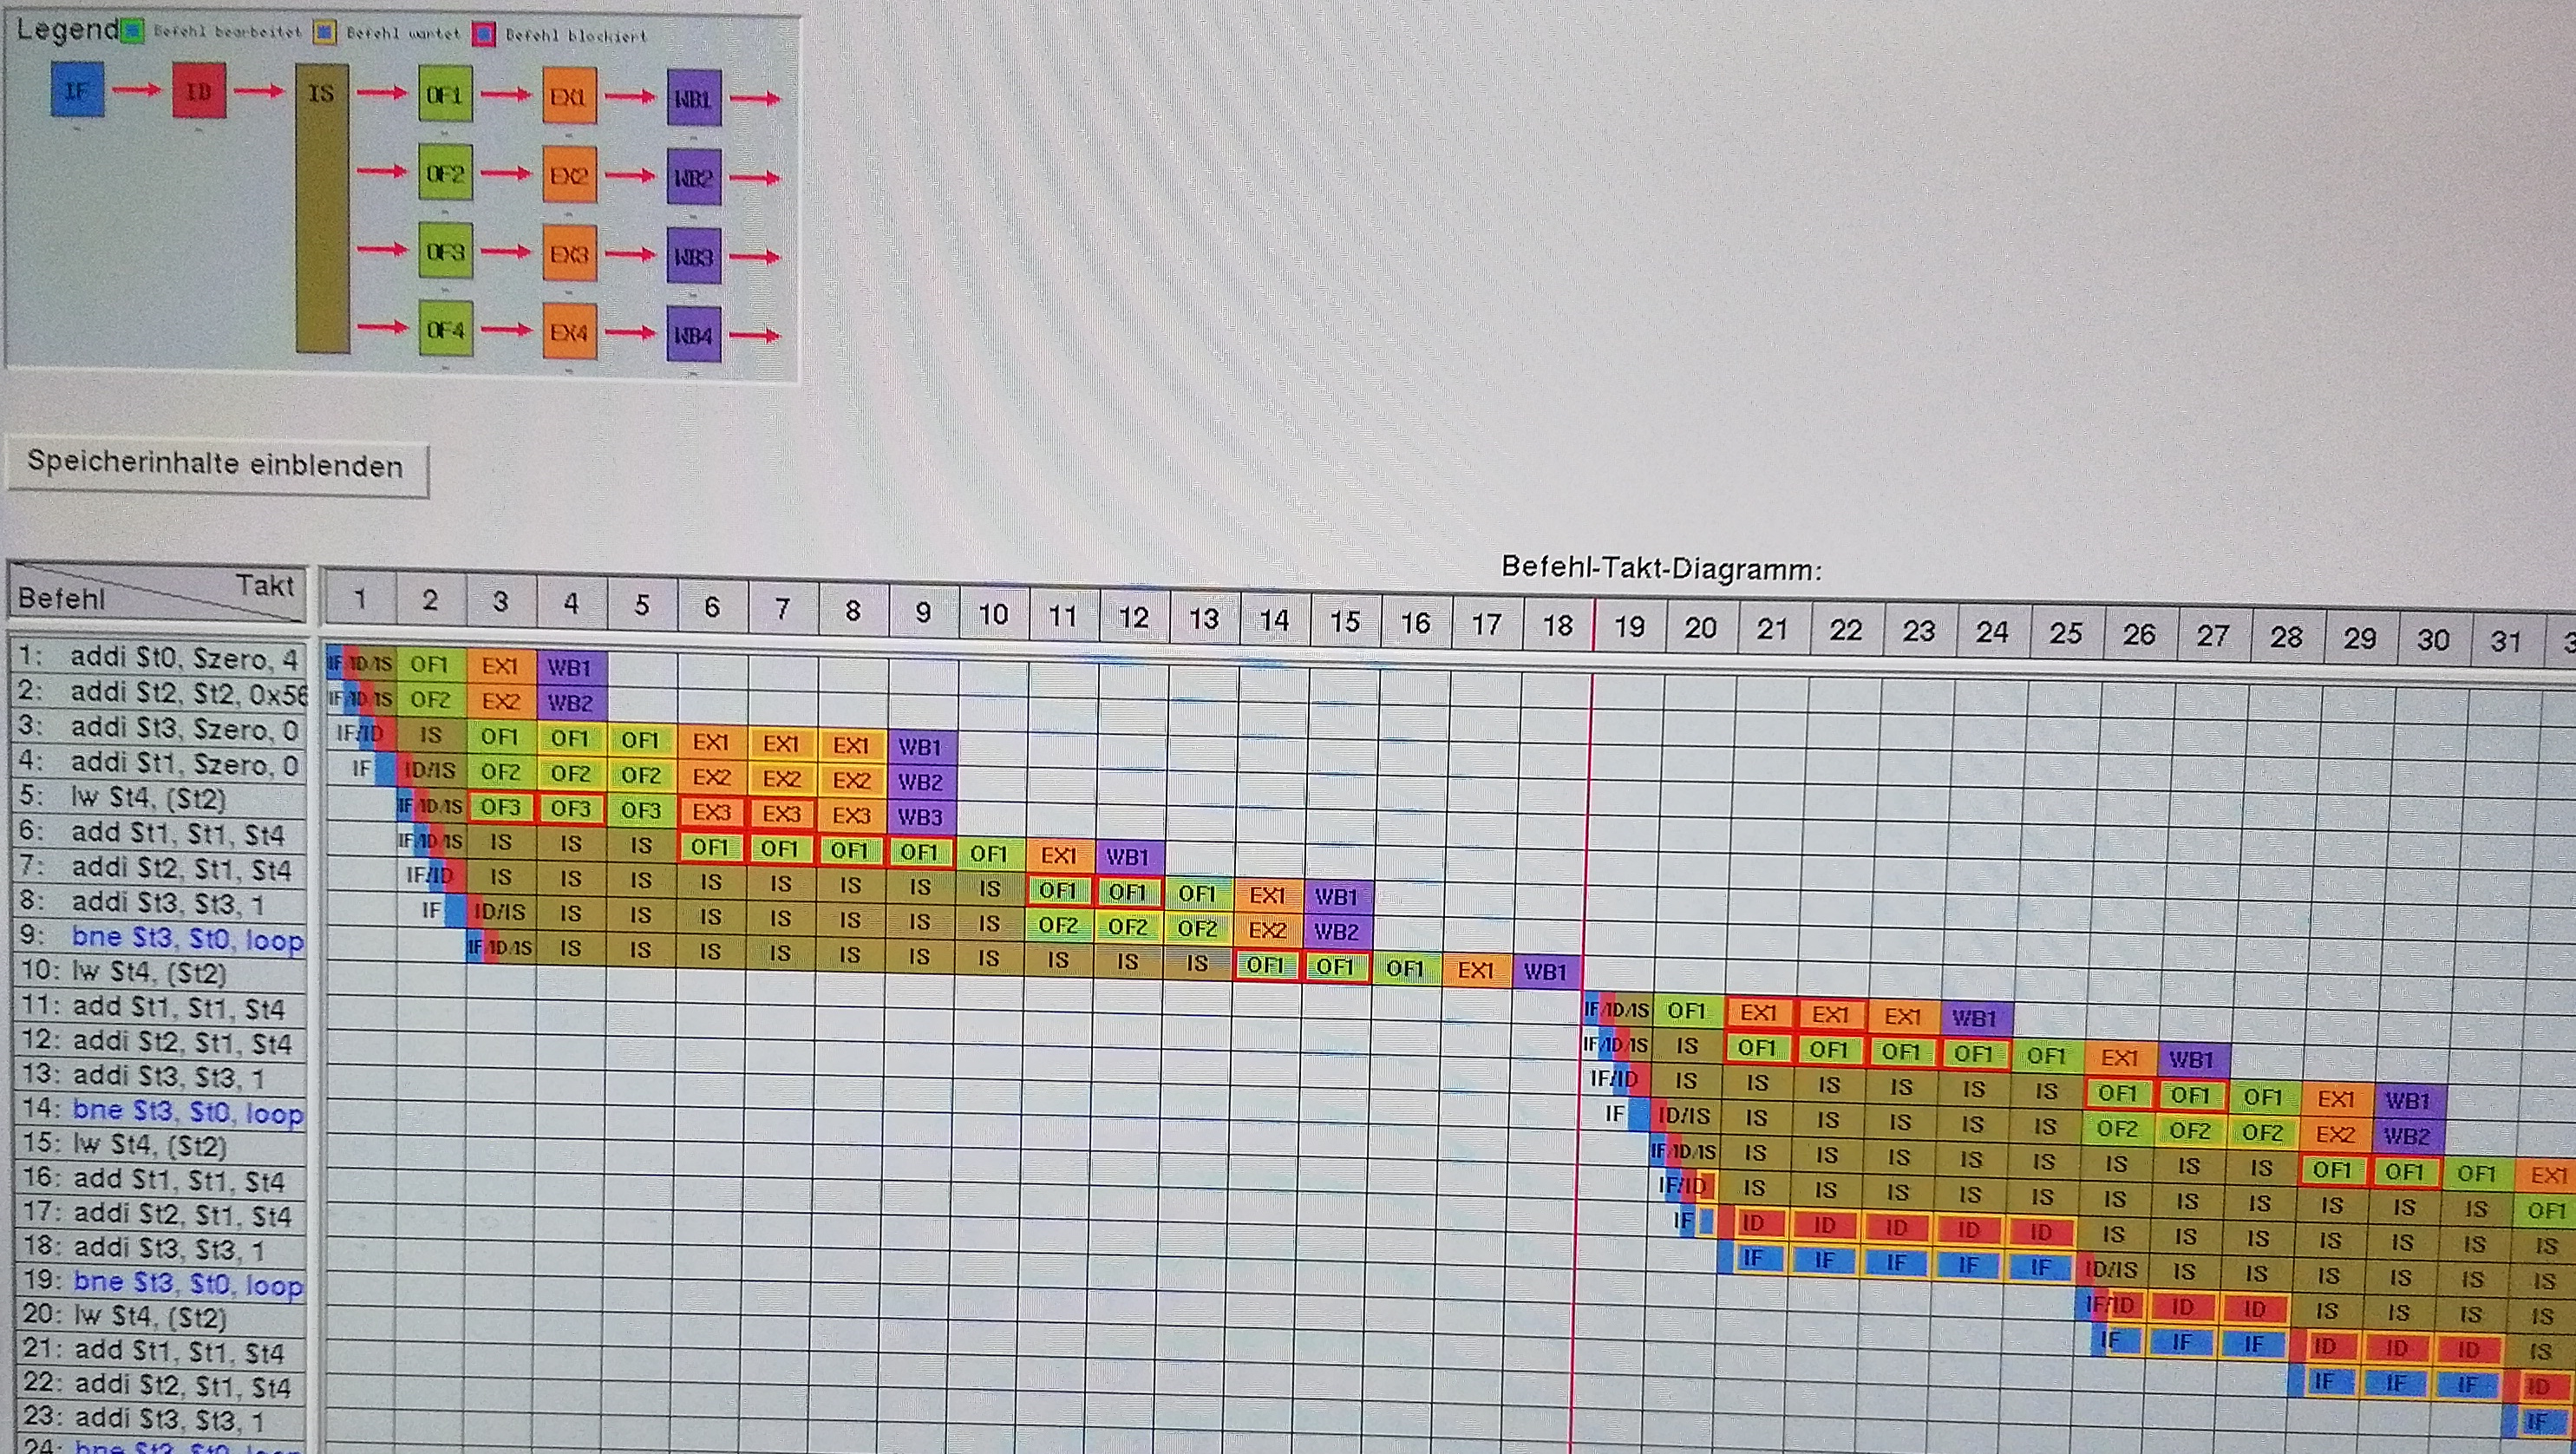 Legend
Befehl bearbeitet Befehl wartet Befehl blockiert
IF ID IS OF1 EX1 WB1
OF2 EX2 WB2
OF3 EX3 WB3
OF4 EX4 WB4
Speicherinhalte einblenden
Befehl-Takt-Diagramm:
Takt
Befehl
1 2 3 4 5 6 7 8 9 10 11 12 13 14 15 16 17 18 19 20 21 22 23 24 25 26 27 28 29 30 31
1: addi $t0, $zero, 4 IF/ID/IS OF1 EX1 WB1
2: addi $t2, $t2, 0x56 IF/ID/IS OF2 EX2 WB2
3: addi $t3, $zero, 0 IF/ID IS OF1 OF1 OF1 EX1 EX1 EX1 WB1
4: addi $t1, $zero, 0 IF ID/IS OF2 OF2 OF2 EX2 EX2 EX2 WB2
5: lw $t4, ($t2) IF/ID/IS OF3 OF3 OF3 EX3 EX3 EX3 WB3
6: add $t1, $t1, $t4 IF/ID/IS IS IS IS OF1 OF1 OF1 OF1 OF1 EX1 WB1
7: addi $t2, $t1, $t4 IF/ID IS IS IS IS IS IS IS IS OF1 OF1 OF1 EX1 WB1
8: addi $t3, $t3, 1 IF ID/IS IS IS IS IS IS IS IS OF2 OF2 OF2 EX2 WB2
9: bne $t3, $t0, loop IF/ID/IS IS IS IS IS IS IS IS IS IS IS OF1 OF1 OF1 EX1 WB1
10: lw $t4, ($t2) IF/ID/IS OF1 EX1 EX1 EX1 WB1
11: add $t1, $t1, $t4 IF/ID/IS IS OF1 OF1 OF1 OF1 OF1 EX1 WB1
12: addi $t2, $t1, $t4 IF/ID IS IS IS IS IS IS OF1 OF1 OF1 EX1 WB1
13: addi $t3, $t3, 1 IF ID/IS IS IS IS IS IS OF2 OF2 OF2 EX2 WB2
14: bne $t3, $t0, loop IF/ID/IS IS IS IS IS IS IS IS IS OF1 OF1 OF1 EX1
15: lw $t4, ($t2) IF/ID IS IS IS IS IS IS IS IS IS IS IS OF1
16: add $t1, $t1, $t4 IF ID ID ID ID ID IS IS IS IS IS IS IS
17: addi $t2, $t1, $t4 IF IF IF IF IF ID/IS IS IS IS IS IS IS
18: addi $t3, $t3, 1 IF/ID ID ID IS IS IS IS
19: bne $t3, $t0, loop IF IF IF ID ID ID IS
20: lw $t4, ($t2) IF IF IF ID
21: add $t1, $t1, $t4 IF
22: addi $t2, $t1, $t4
23: addi $t3, $t3, 1
24: bne $t3, $t0, loop